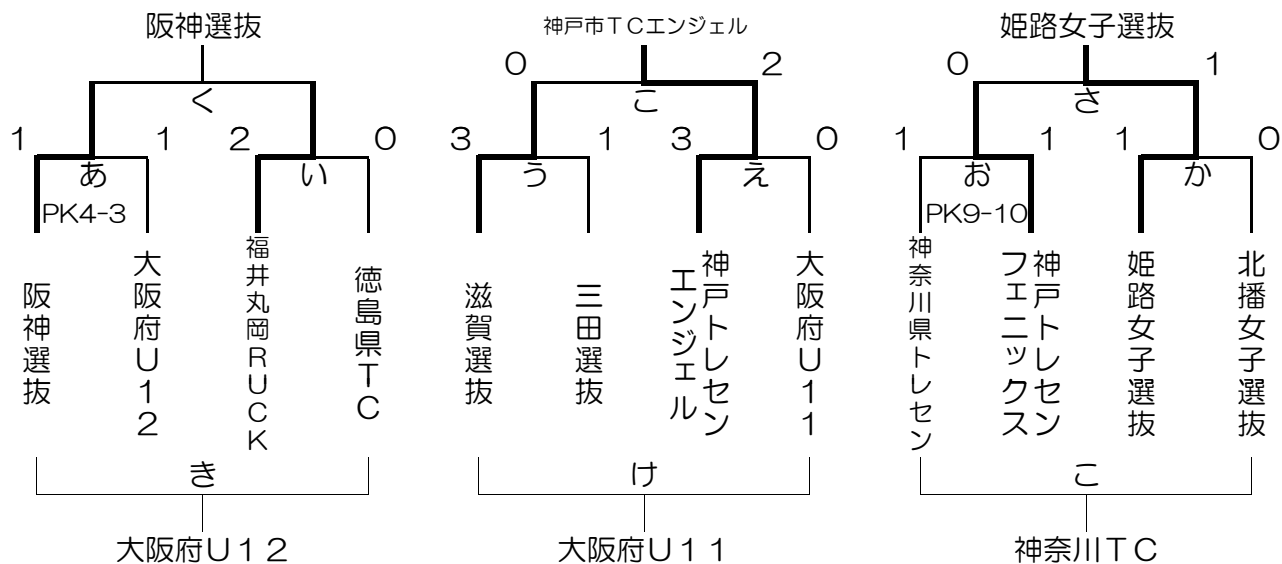 阪神選抜
神戸市TCエンジェル
姫路女子選抜
0
2
0
1
く
こ
さ
1
1
2
0
3
1
3
0
1
1
1
0
あ
い
う
え
お
か
PK4-3
PK9-10
阪神選抜
大阪府U12
福井丸岡RUCK
徳島県TC
滋賀選抜
三田選抜
神戸トレセン
エンジェル
大阪府U11
神奈川県トレセン
神戸トレセン
フェニックス
姫路女子選抜
北播女子選抜
き
け
こ
大阪府U12
大阪府U11
神奈川TC